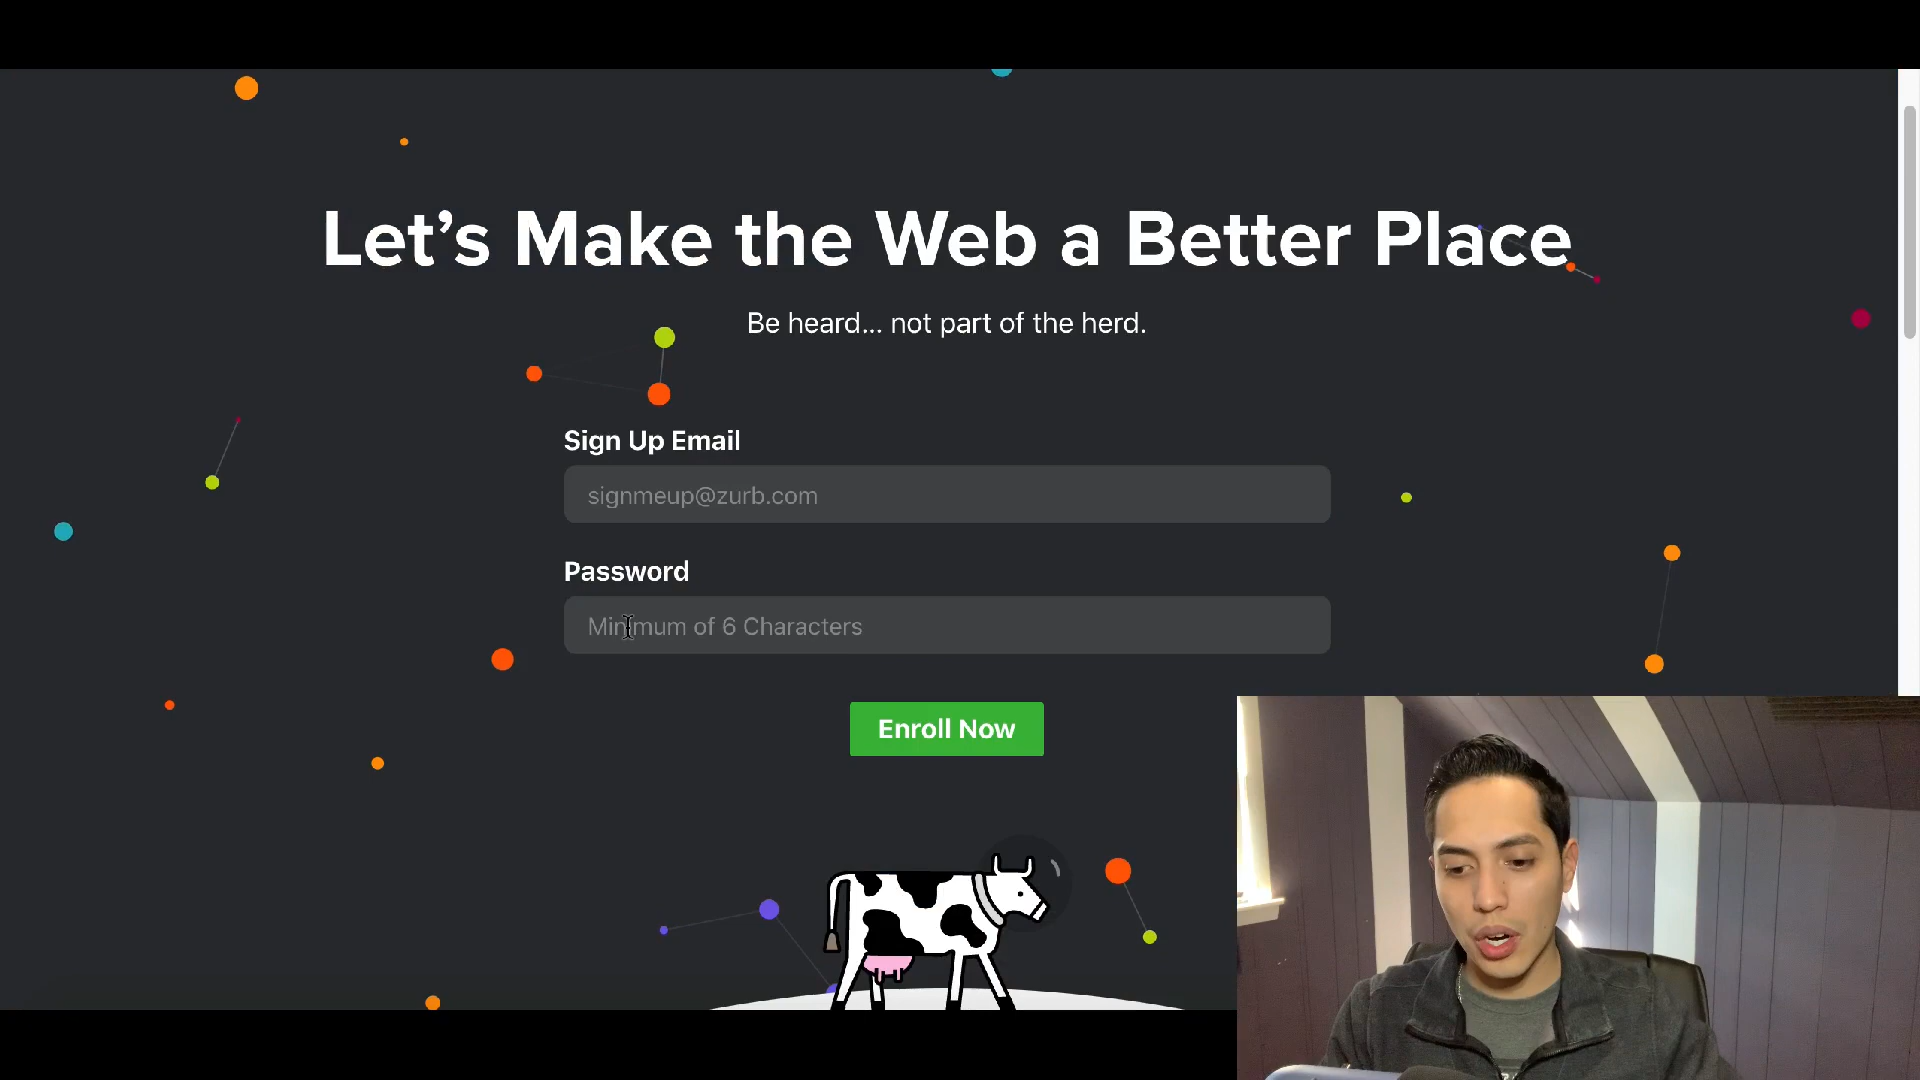 Let’s Make the Web a Better Place
Be heard... not part of the herd.
Sign Up Email
signmeup@zurb.com
Password
Minimum of 6 Characters
Enroll Now